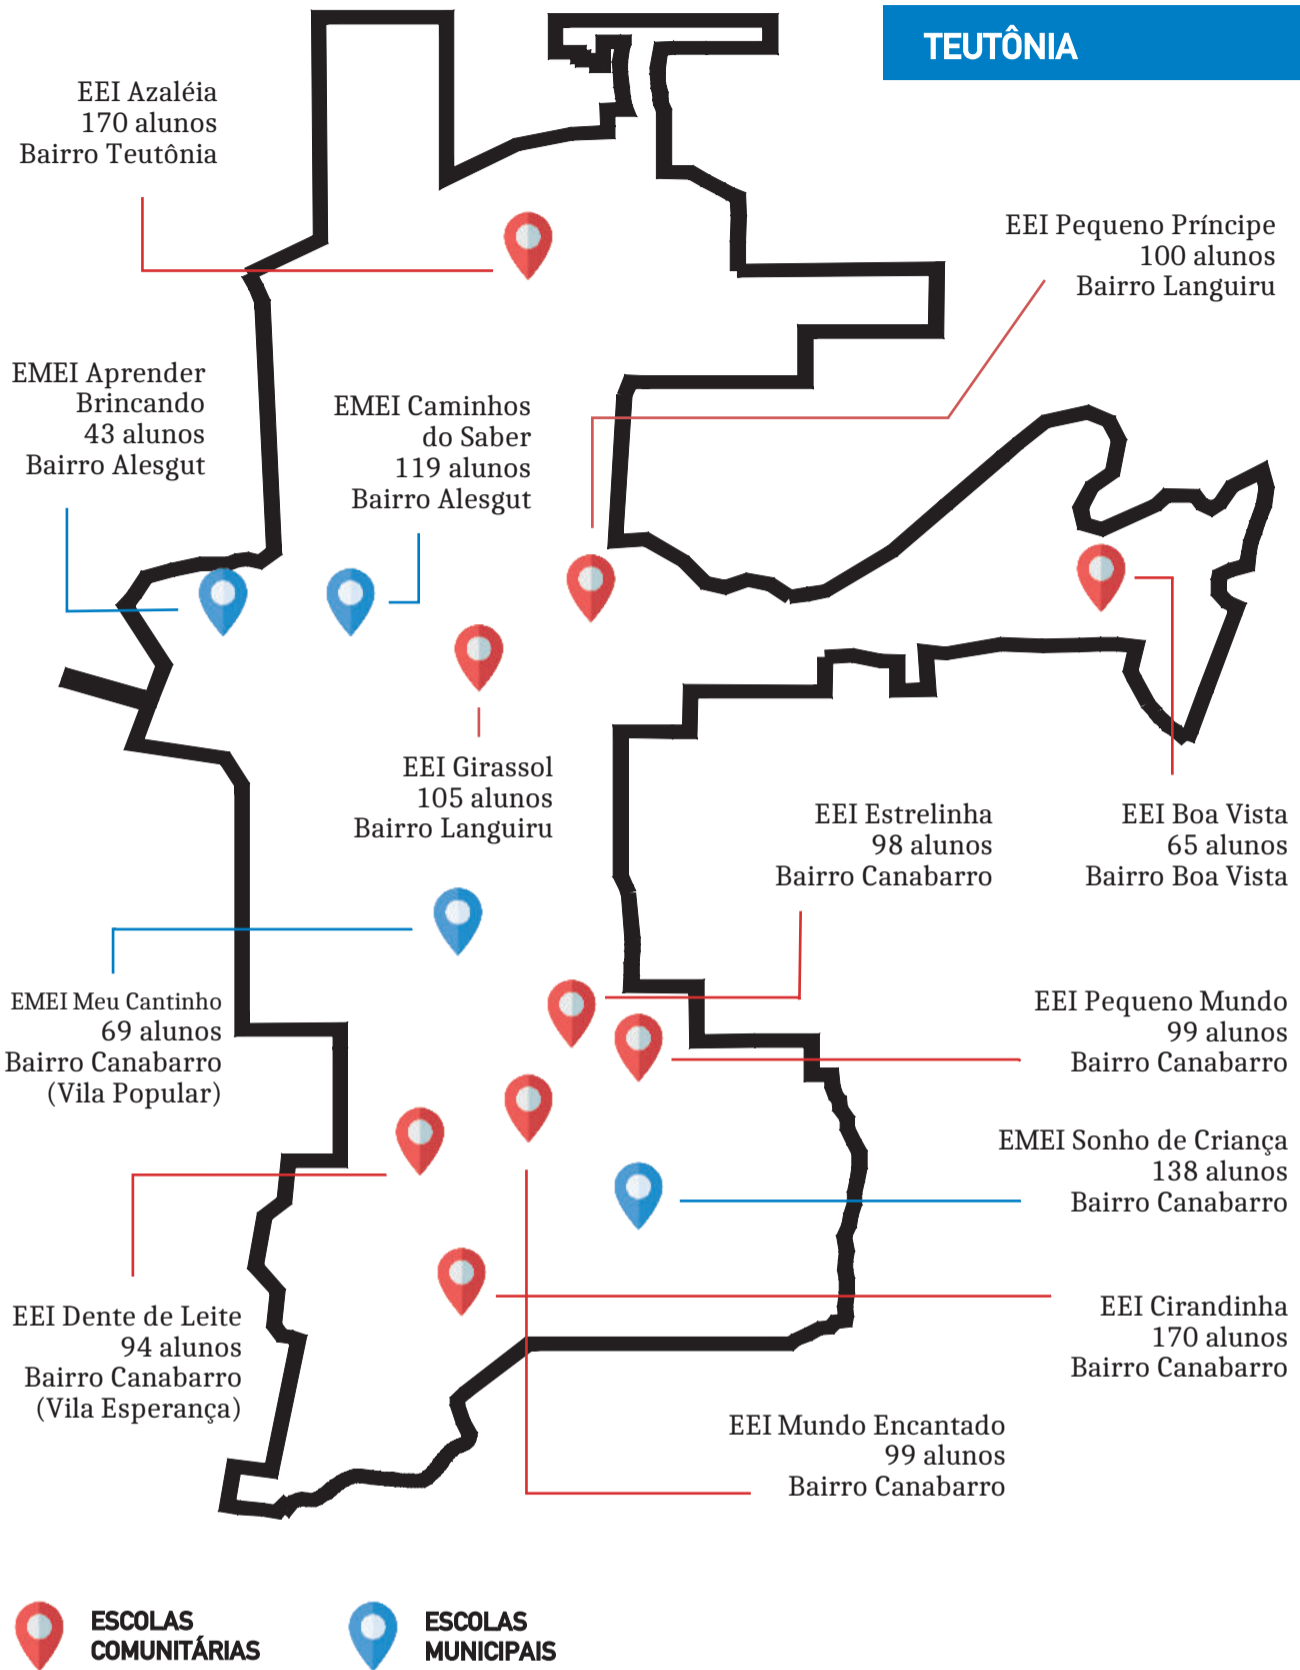 TEUTÔNIA
EEI Azaléia
170 alunos
Bairro Teutônia
EEI Pequeno Príncipe
100 alunos
Bairro Languiru
EMEI Aprender
Brincando
43 alunos
Bairro Alesgut
EMEI Caminhos
do Saber
119 alunos
Bairro Alesgut
EEI Girassol
105 alunos
Bairro Languiru
EEI Estrelinha
98 alunos
Bairro Canabarro
EEI Boa Vista
65 alunos
Bairro Boa Vista
EMEI Meu Cantinho
69 alunos
Bairro Canabarro
(Vila Popular)
EEI Pequeno Mundo
99 alunos
Bairro Canabarro
EMEI Sonho de Criança
138 alunos
Bairro Canabarro
EEI Dente de Leite
94 alunos
Bairro Canabarro
(Vila Esperança)
EEI Cirandinha
170 alunos
Bairro Canabarro
EEI Mundo Encantado
99 alunos
Bairro Canabarro
ESCOLAS
COMUNITÁRIAS
ESCOLAS
MUNICIPAIS